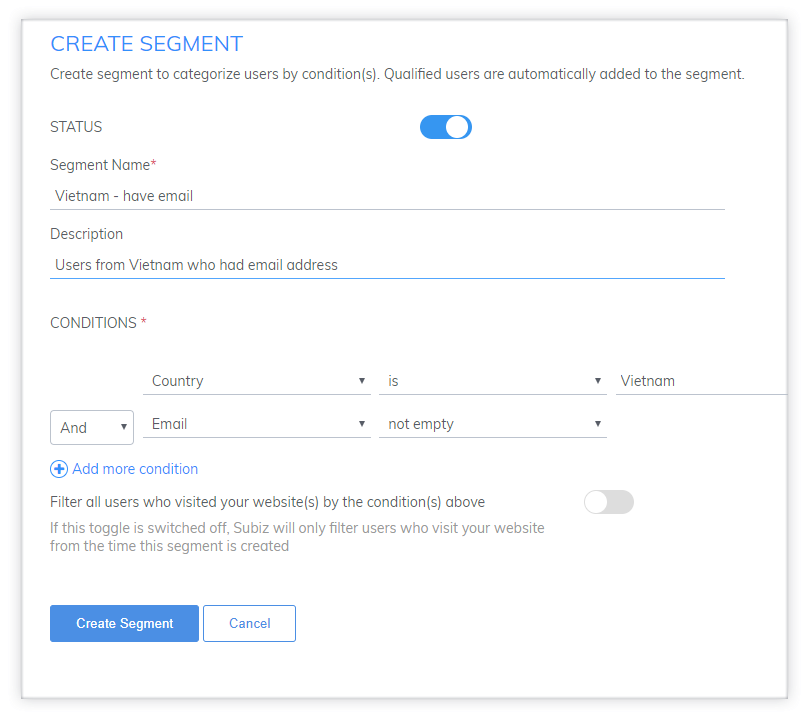 CREATE SEGMENT
Create segment to categorize users by condition(s). Qualified users are automatically added to the segment.
STATUS
Segment Name*
Vietnam - have email
Description
Users from Vietnam who had email address
CONDITIONS *
Country is Vietnam
And Email not empty
Add more condition
Filter all users who visited your website(s) by the condition(s) above
If this toggle is switched off, Subiz will only filter users who visit your website
from the time this segment is created
Create Segment Cancel